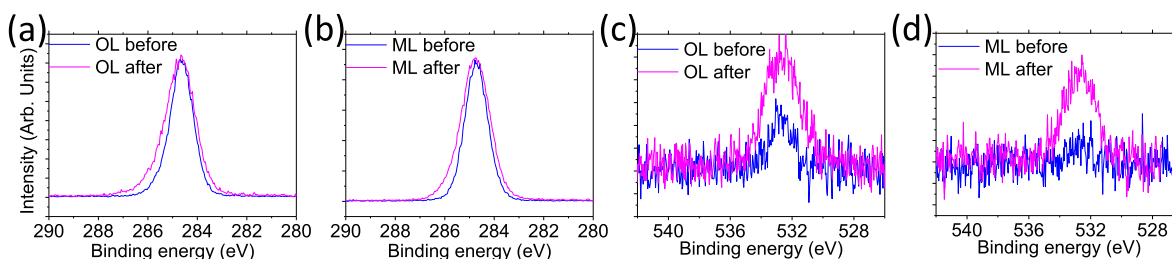 (a)
OL before
OL after
Intensity (Arb. Units)
290 288 286 284 282 280
Binding energy (eV)
(b)
ML before
ML after
290 288 286 284 282 280
Binding energy (eV)
(c)
OL before
OL after
540 536 532 528
Binding energy (eV)
(d)
ML before
ML after
540 536 532 528
Binding energy (eV)